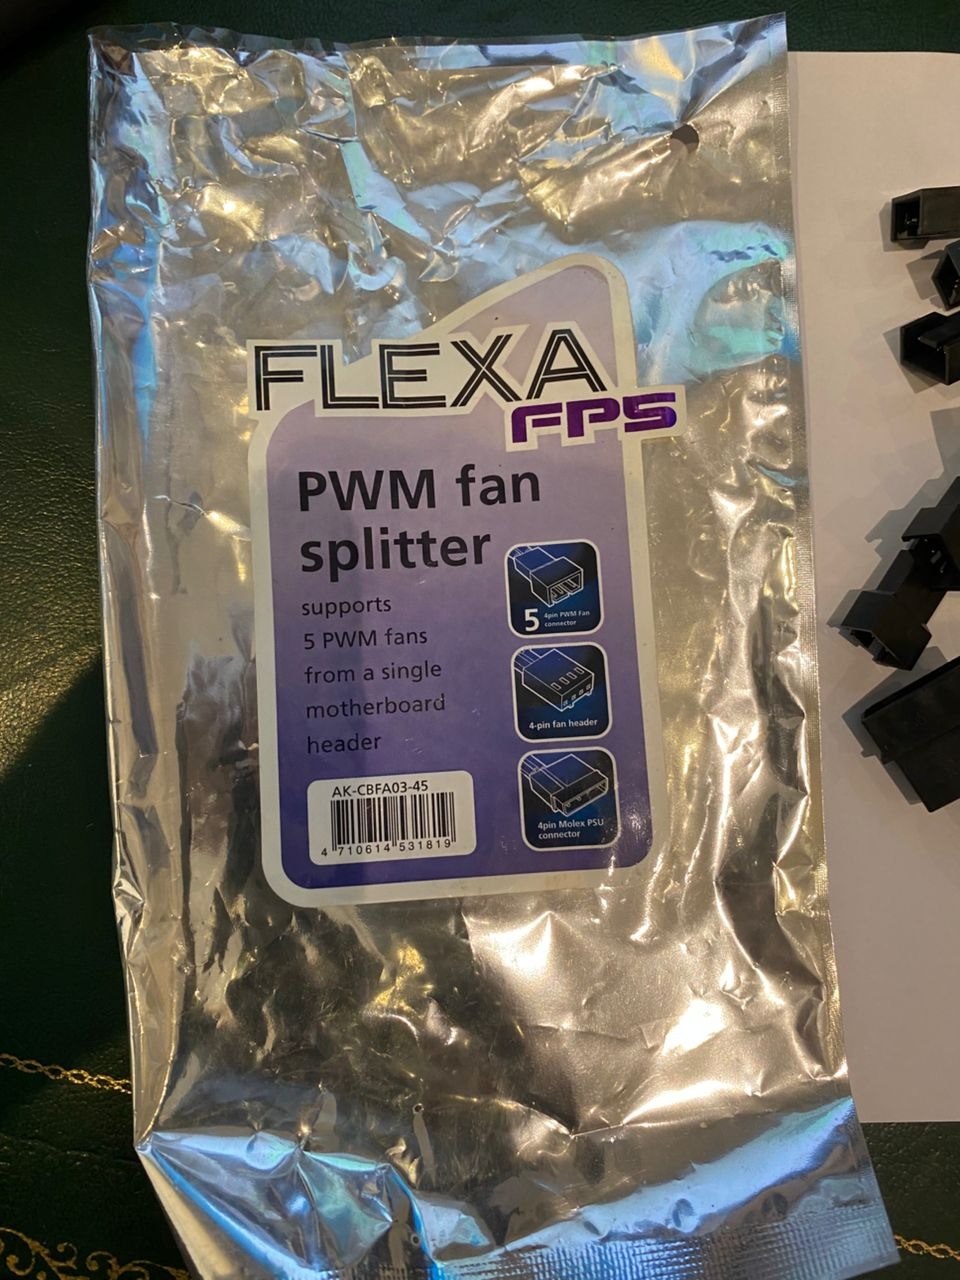 FLEXA
FPS
PWM fan
splitter
supports
5 PWM fans
from a single
motherboard
header
5 4pin PWM Fan
connector
4-pin fan header
4pin Molex PSU
connector
AK-CBFA03-45
4 710614 531819